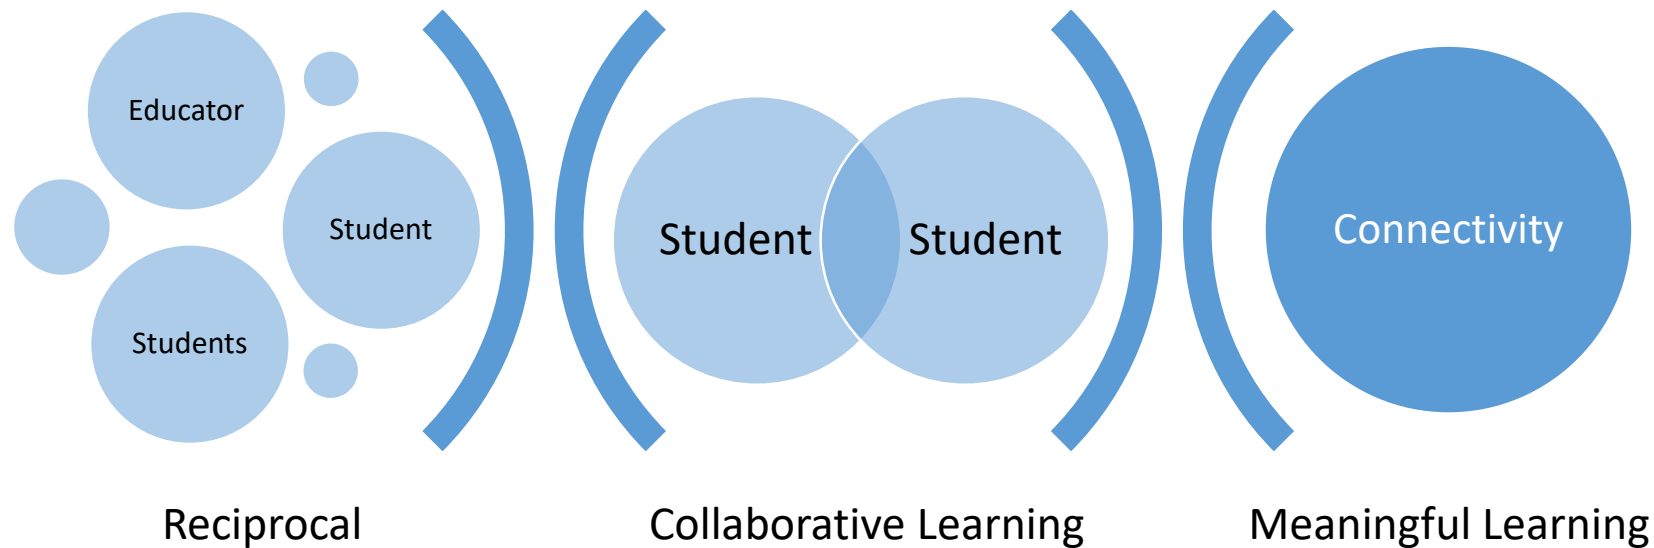 Educator
Student
Students
Student
Student
Connectivity
Reciprocal
Collaborative Learning
Meaningful Learning